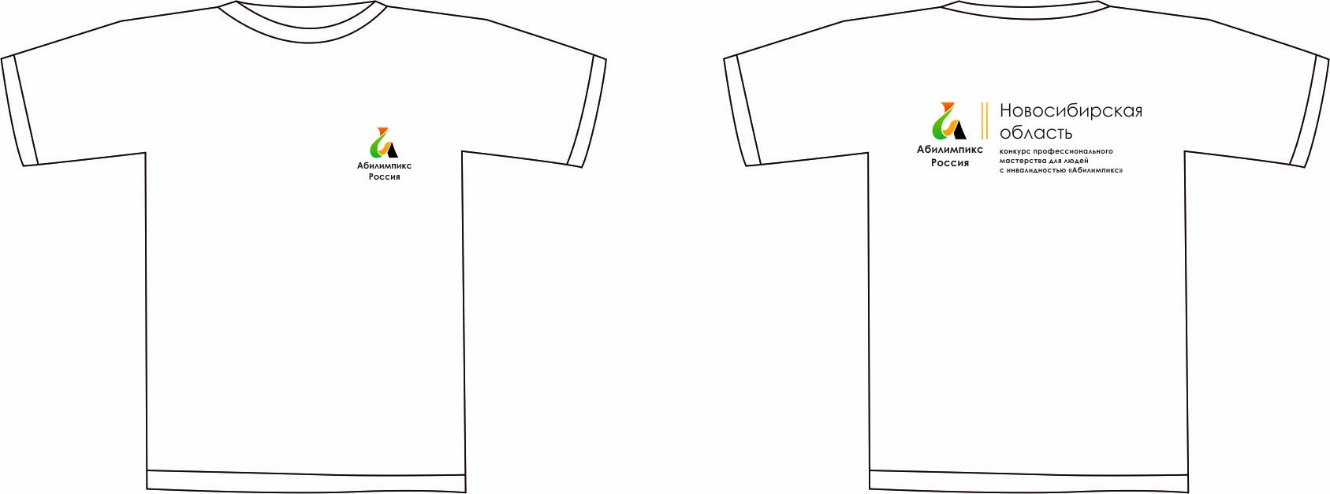 Абилимпикс
Россия
Абилимпикс
Россия
Новосибирская
область
конкурс профессионального
мастерства для людей
с инвалидностью «Абилимпикс»